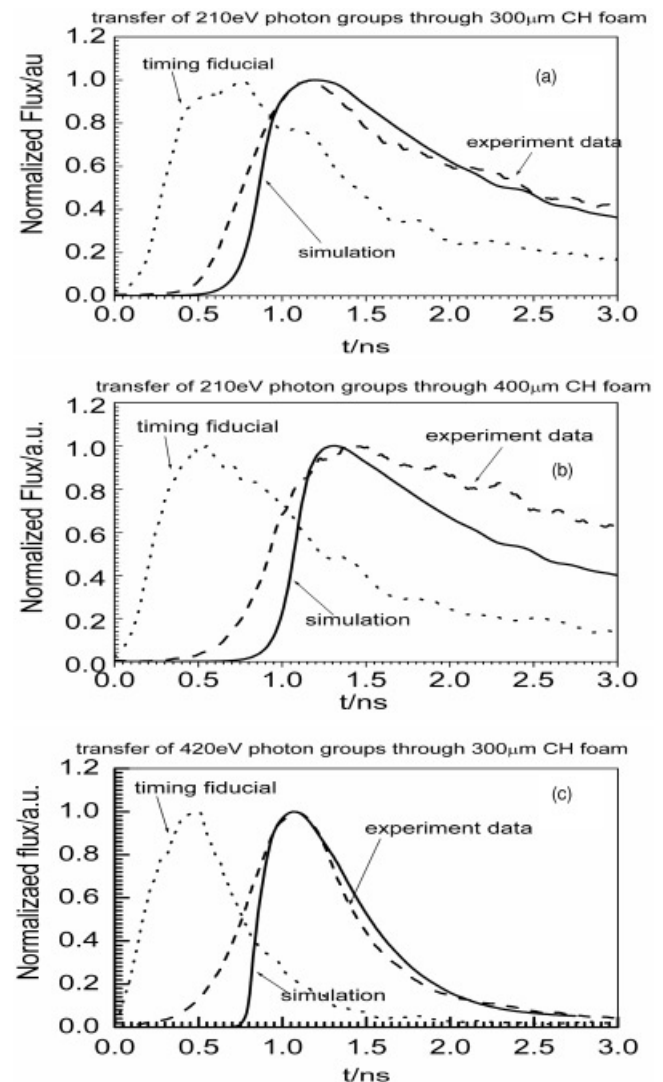 transfer of 210eV photon groups through 300μm CH foam
1.2
timing fiducial
(a)
1.0
0.8
experiment data
0.6
0.4
simulation
0.2
0.0
Normalized Flux/au
0.0 0.5 1.0 1.5 2.0 2.5 3.0
t/ns
transfer of 210eV photon groups through 400μm CH foam
1.2
timing fiducial
experiment data
1.0
(b)
0.8
0.6
0.4
simulation
0.2
0.0
Normalized Flux/a.u.
0.0 0.5 1.0 1.5 2.0 2.5 3.0
t/ns
transfer of 420eV photon groups through 300μm CH foam
1.2
timing fiducial
(c)
1.0
experiment data
0.8
0.6
0.4
simulation
0.2
0.0
Normalizaed flux/a.u.
0.0 0.5 1.0 1.5 2.0 2.5 3.0
t/ns